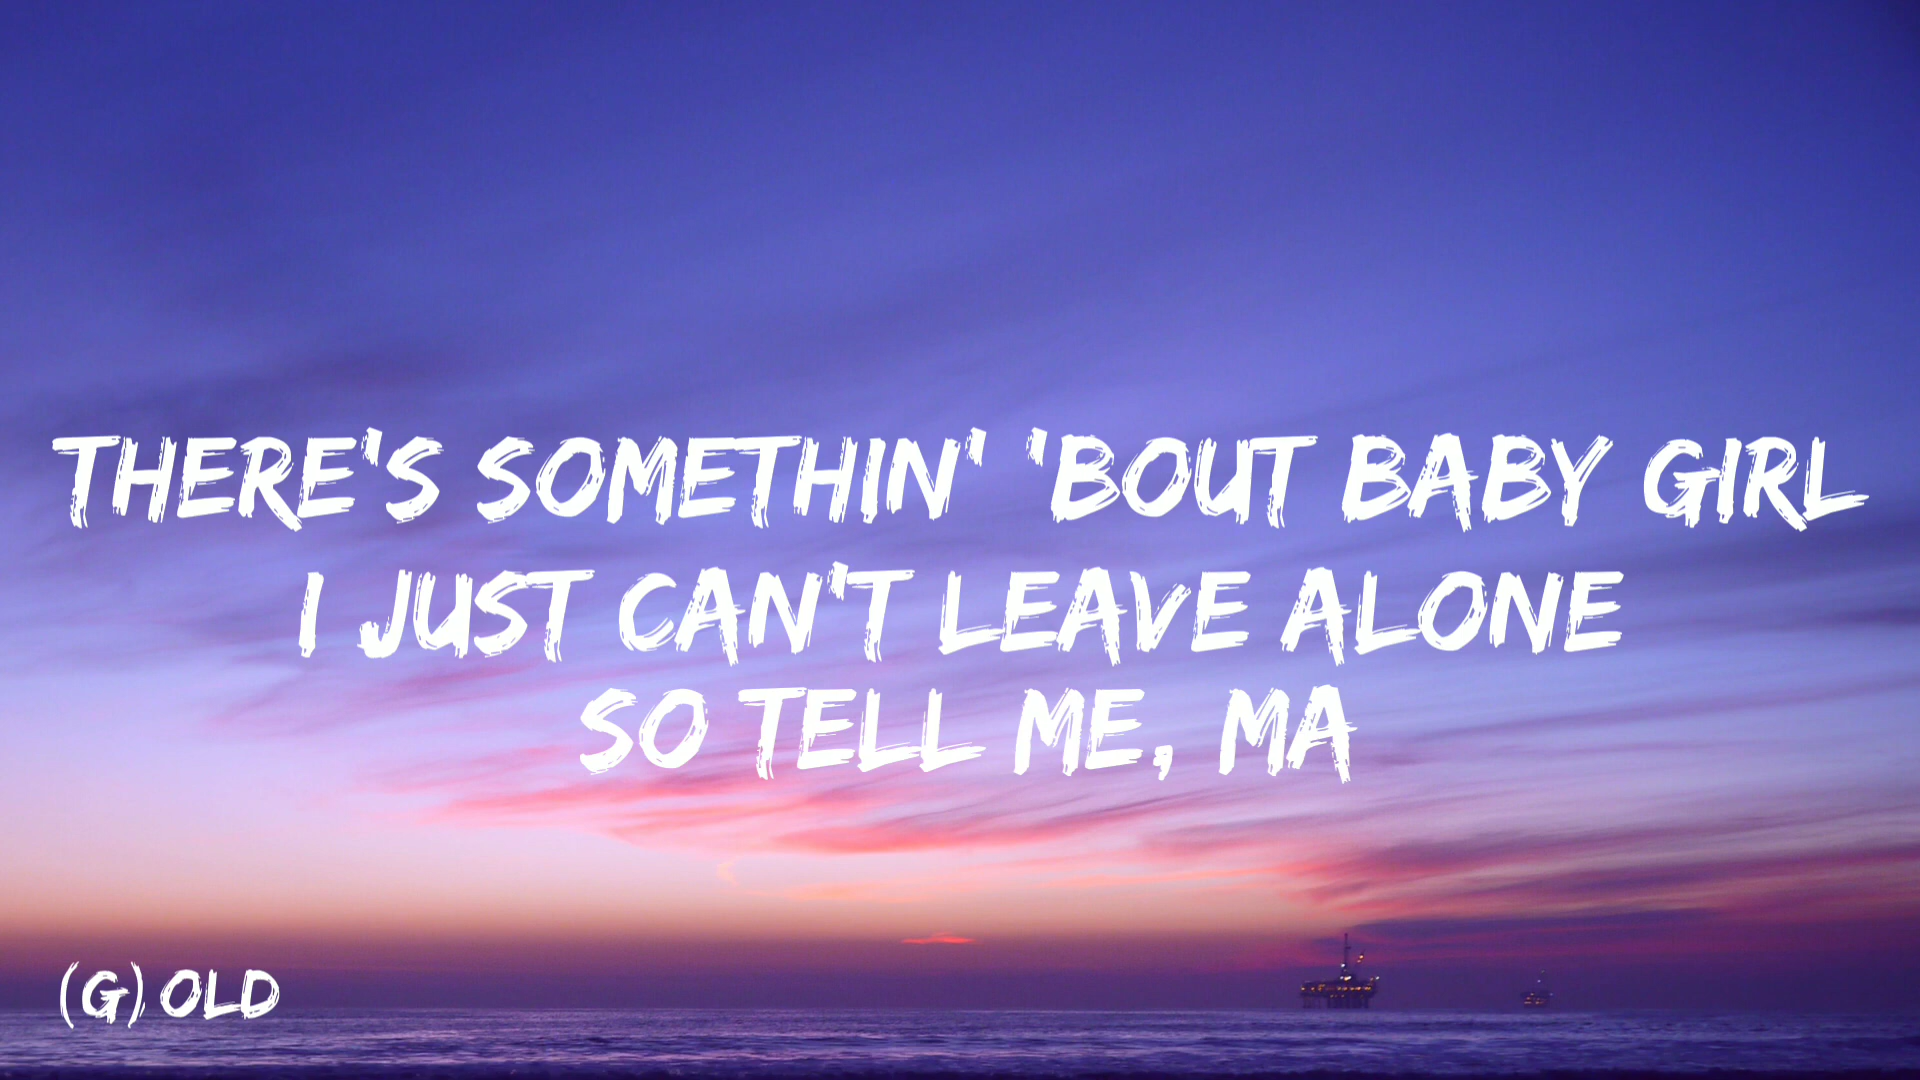 THERE'S SOMETHIN' 'BOUT BABY GIRL
I JUST CAN'T LEAVE ALONE
SO TELL ME, MA
(G) OLD